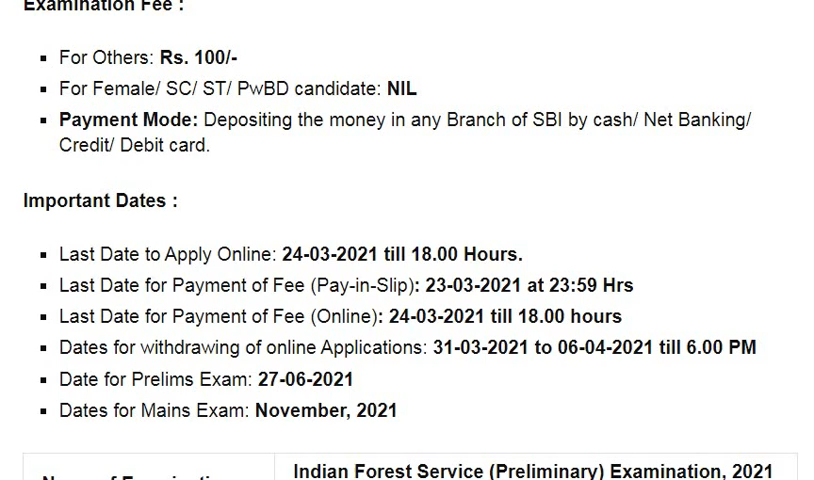 Examination Fee :
For Others: Rs. 100/-
For Female/ SC/ ST/ PwBD candidate: NIL
Payment Mode: Depositing the money in any Branch of SBI by cash/ Net Banking/
Credit/ Debit card.
Important Dates :
Last Date to Apply Online: 24-03-2021 till 18.00 Hours.
Last Date for Payment of Fee (Pay-in-Slip): 23-03-2021 at 23:59 Hrs
Last Date for Payment of Fee (Online): 24-03-2021 till 18.00 hours
Dates for withdrawing of online Applications: 31-03-2021 to 06-04-2021 till 6.00 PM
Date for Prelims Exam: 27-06-2021
Dates for Mains Exam: November, 2021
Indian Forest Service (Preliminary) Examination, 2021
Name of Examination